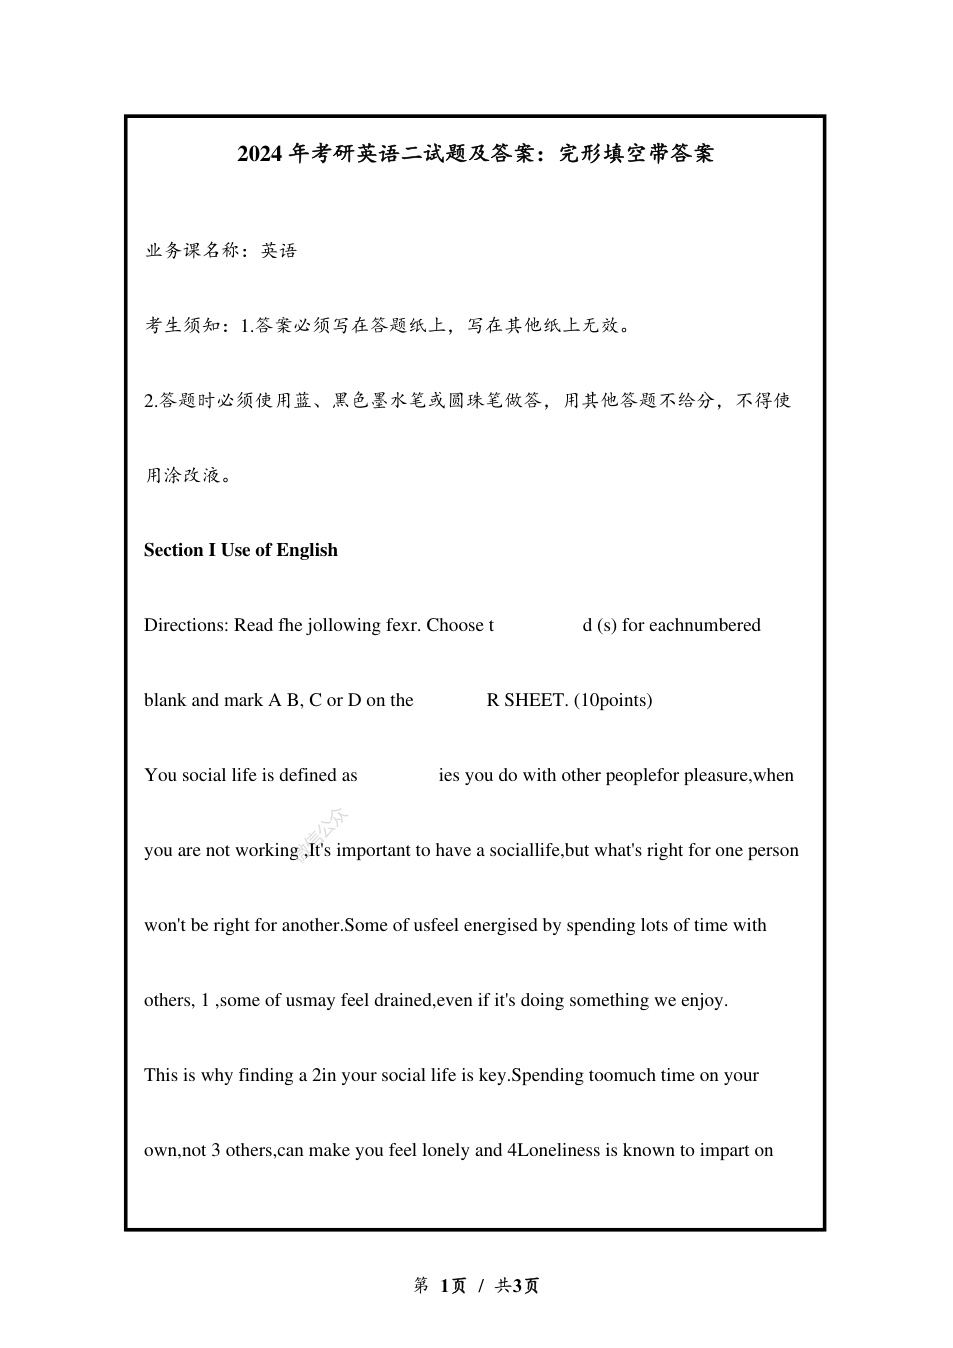 2024 年考研英语二试题及答案：完形填空带答案
业务课名称：英语
考生须知：1.答案必须写在答题纸上，写在其他纸上无效。
2.答题时必须使用蓝、黑色墨水笔或圆珠笔做答，用其他答题不给分，不得使
用涂改液。
Section I Use of English
Directions: Read fhe jollowing fexr. Choose t d (s) for eachnumbered
blank and mark A B, C or D on the R SHEET. (10points)
You social life is defined as ies you do with other peoplefor pleasure,when
you are not working ,It's important to have a sociallife,but what's right for one person
won't be right for another.Some of usfeel energised by spending lots of time with
others, 1 ,some of usmay feel drained,even if it's doing something we enjoy.
This is why finding a 2in your social life is key.Spending toomuch time on your
own,not 3 others,can make you feel lonely and 4Loneliness is known to impart on
微信公众
第 1页 / 共3页